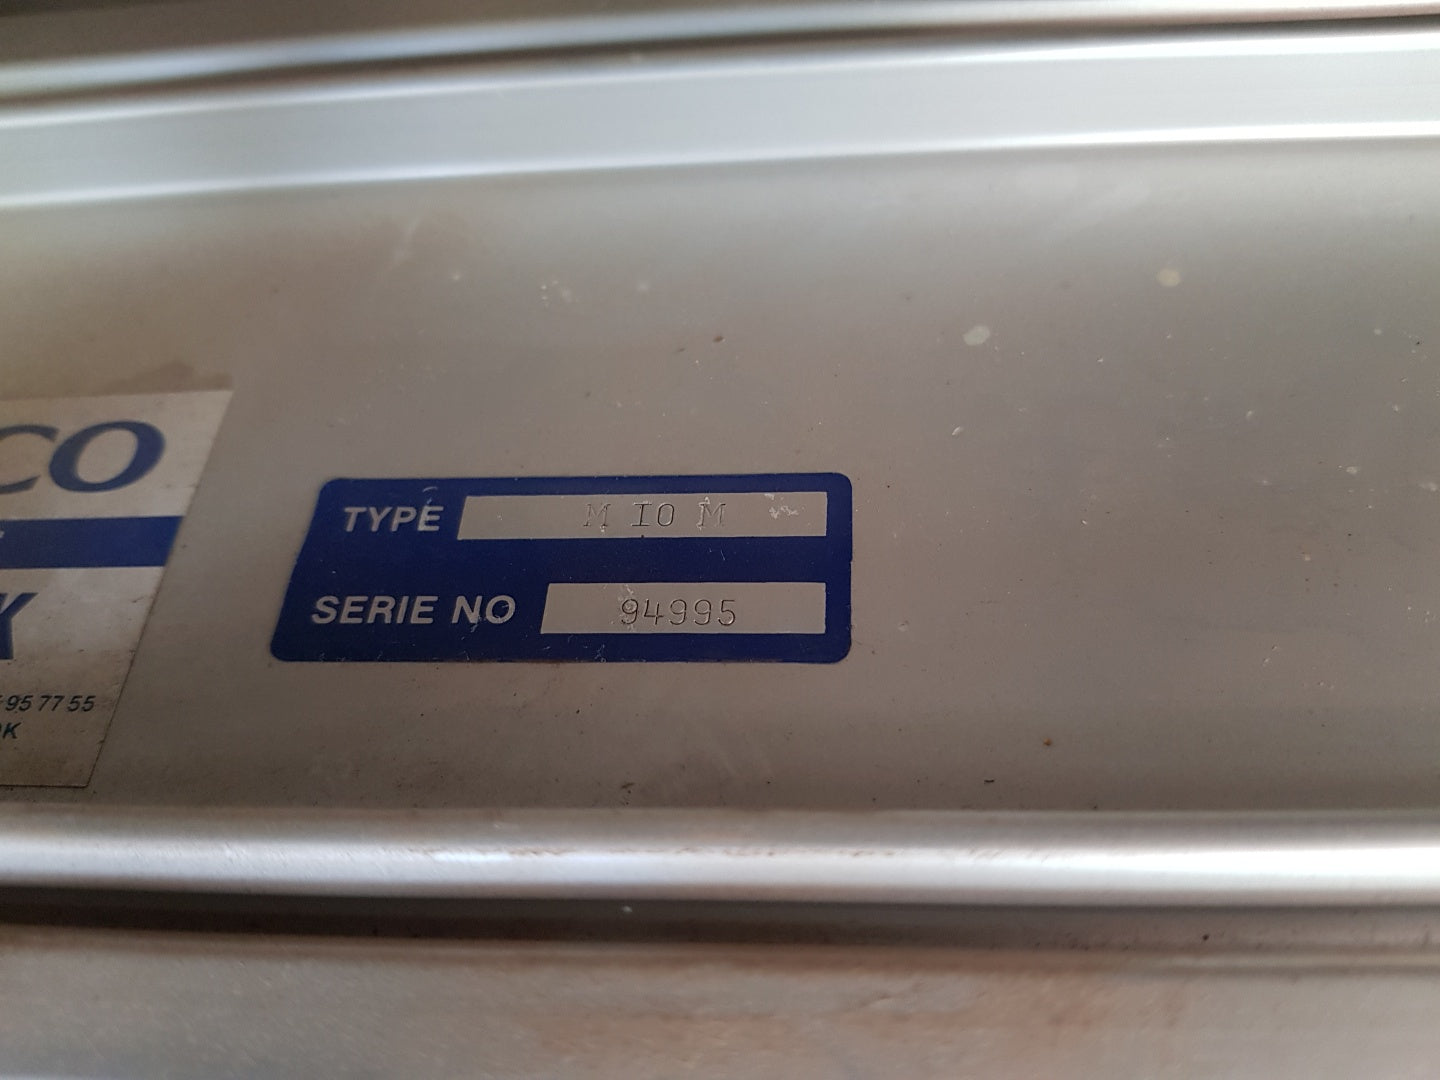 CO
TYPE M IO M
SERIE NO 94995
K
95 77 55
K